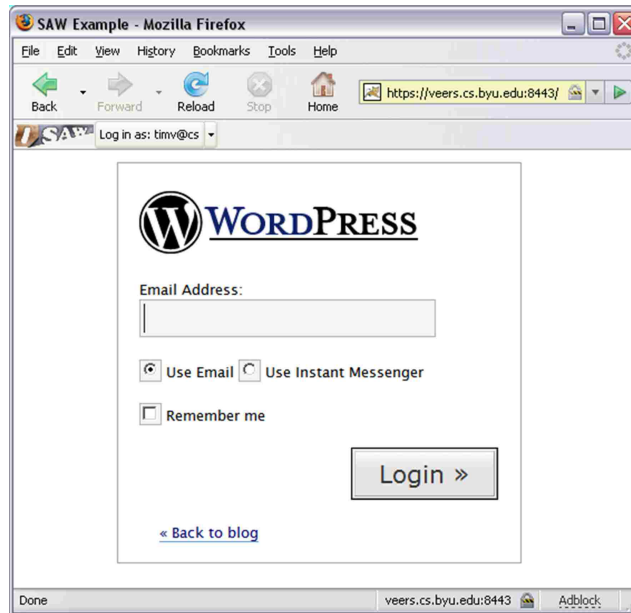 SAW Example - Mozilla Firefox
File Edit View History Bookmarks Tools Help
Back Forward Reload Stop Home https://veers.cs.byu.edu:8443/
SAW Log in as: timv@cs
WORDPRESS
Email Address:
Use Email Use Instant Messenger
Remember me
Login »
« Back to blog
Done veers.cs.byu.edu:8443 Adblock